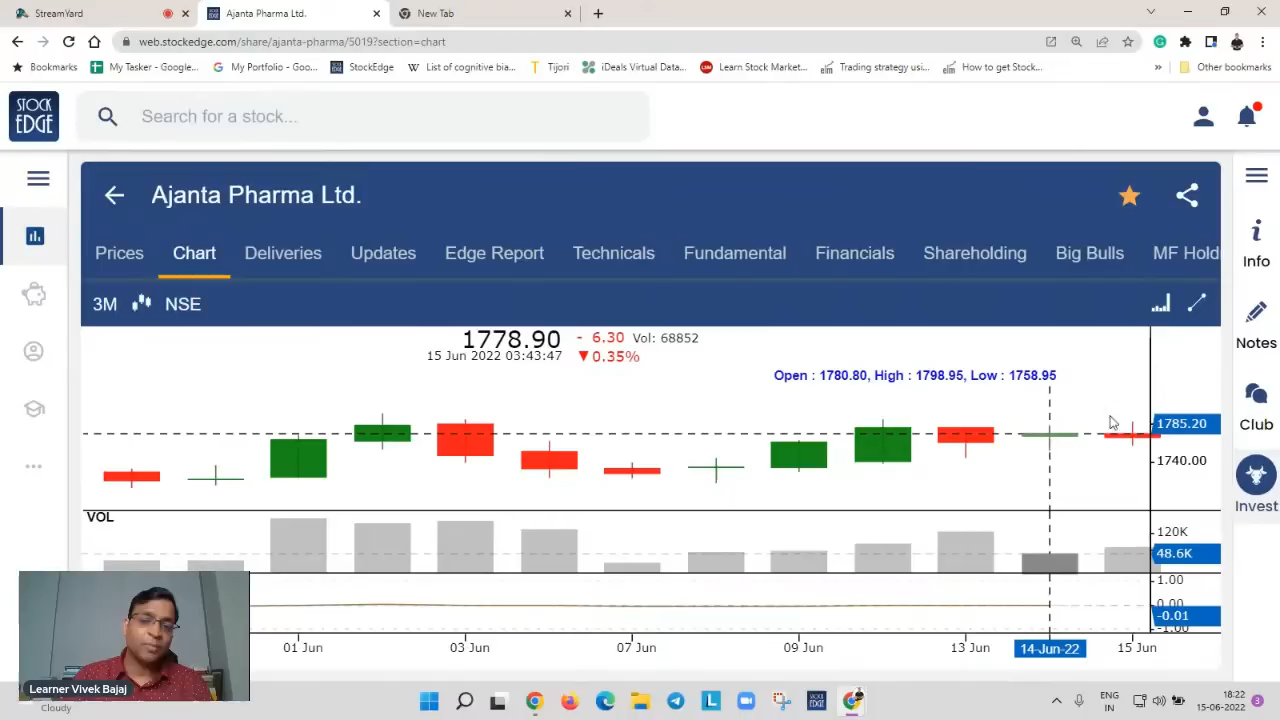 StreamYard
Ajanta Pharma Ltd.
New Tab
web.stockedge.com/share/ajanta-pharma/5019?section=chart
Bookmarks
My Tasker - Google...
My Portfolio - Goo...
StockEdge
List of cognitive bia...
Tijori
iDeals Virtual Data...
Learn Stock Market...
Trading strategy usi...
How to get Stock...
»
Other bookmarks
STOCK
EDGE
Search for a stock...
Ajanta Pharma Ltd.
Prices Chart Deliveries Updates Edge Report Technicals Fundamental Financials Shareholding Big Bulls MF Hold
3M NSE
Info
Notes
Club
Invest
1778.90 - 6.30 Vol: 68852
15 Jun 2022 03:43:47 ▼0.35%
Open : 1780.80, High : 1798.95, Low : 1758.95
1785.20
1740.00
VOL
120K
48.6K
1.00
0.00
-0.01
-1.00
01 Jun 03 Jun 07 Jun 09 Jun 13 Jun 14-Jun-22 15 Jun
Learner Vivek Bajaj
Cloudy
ENG
IN
18:22
15-06-2022
3